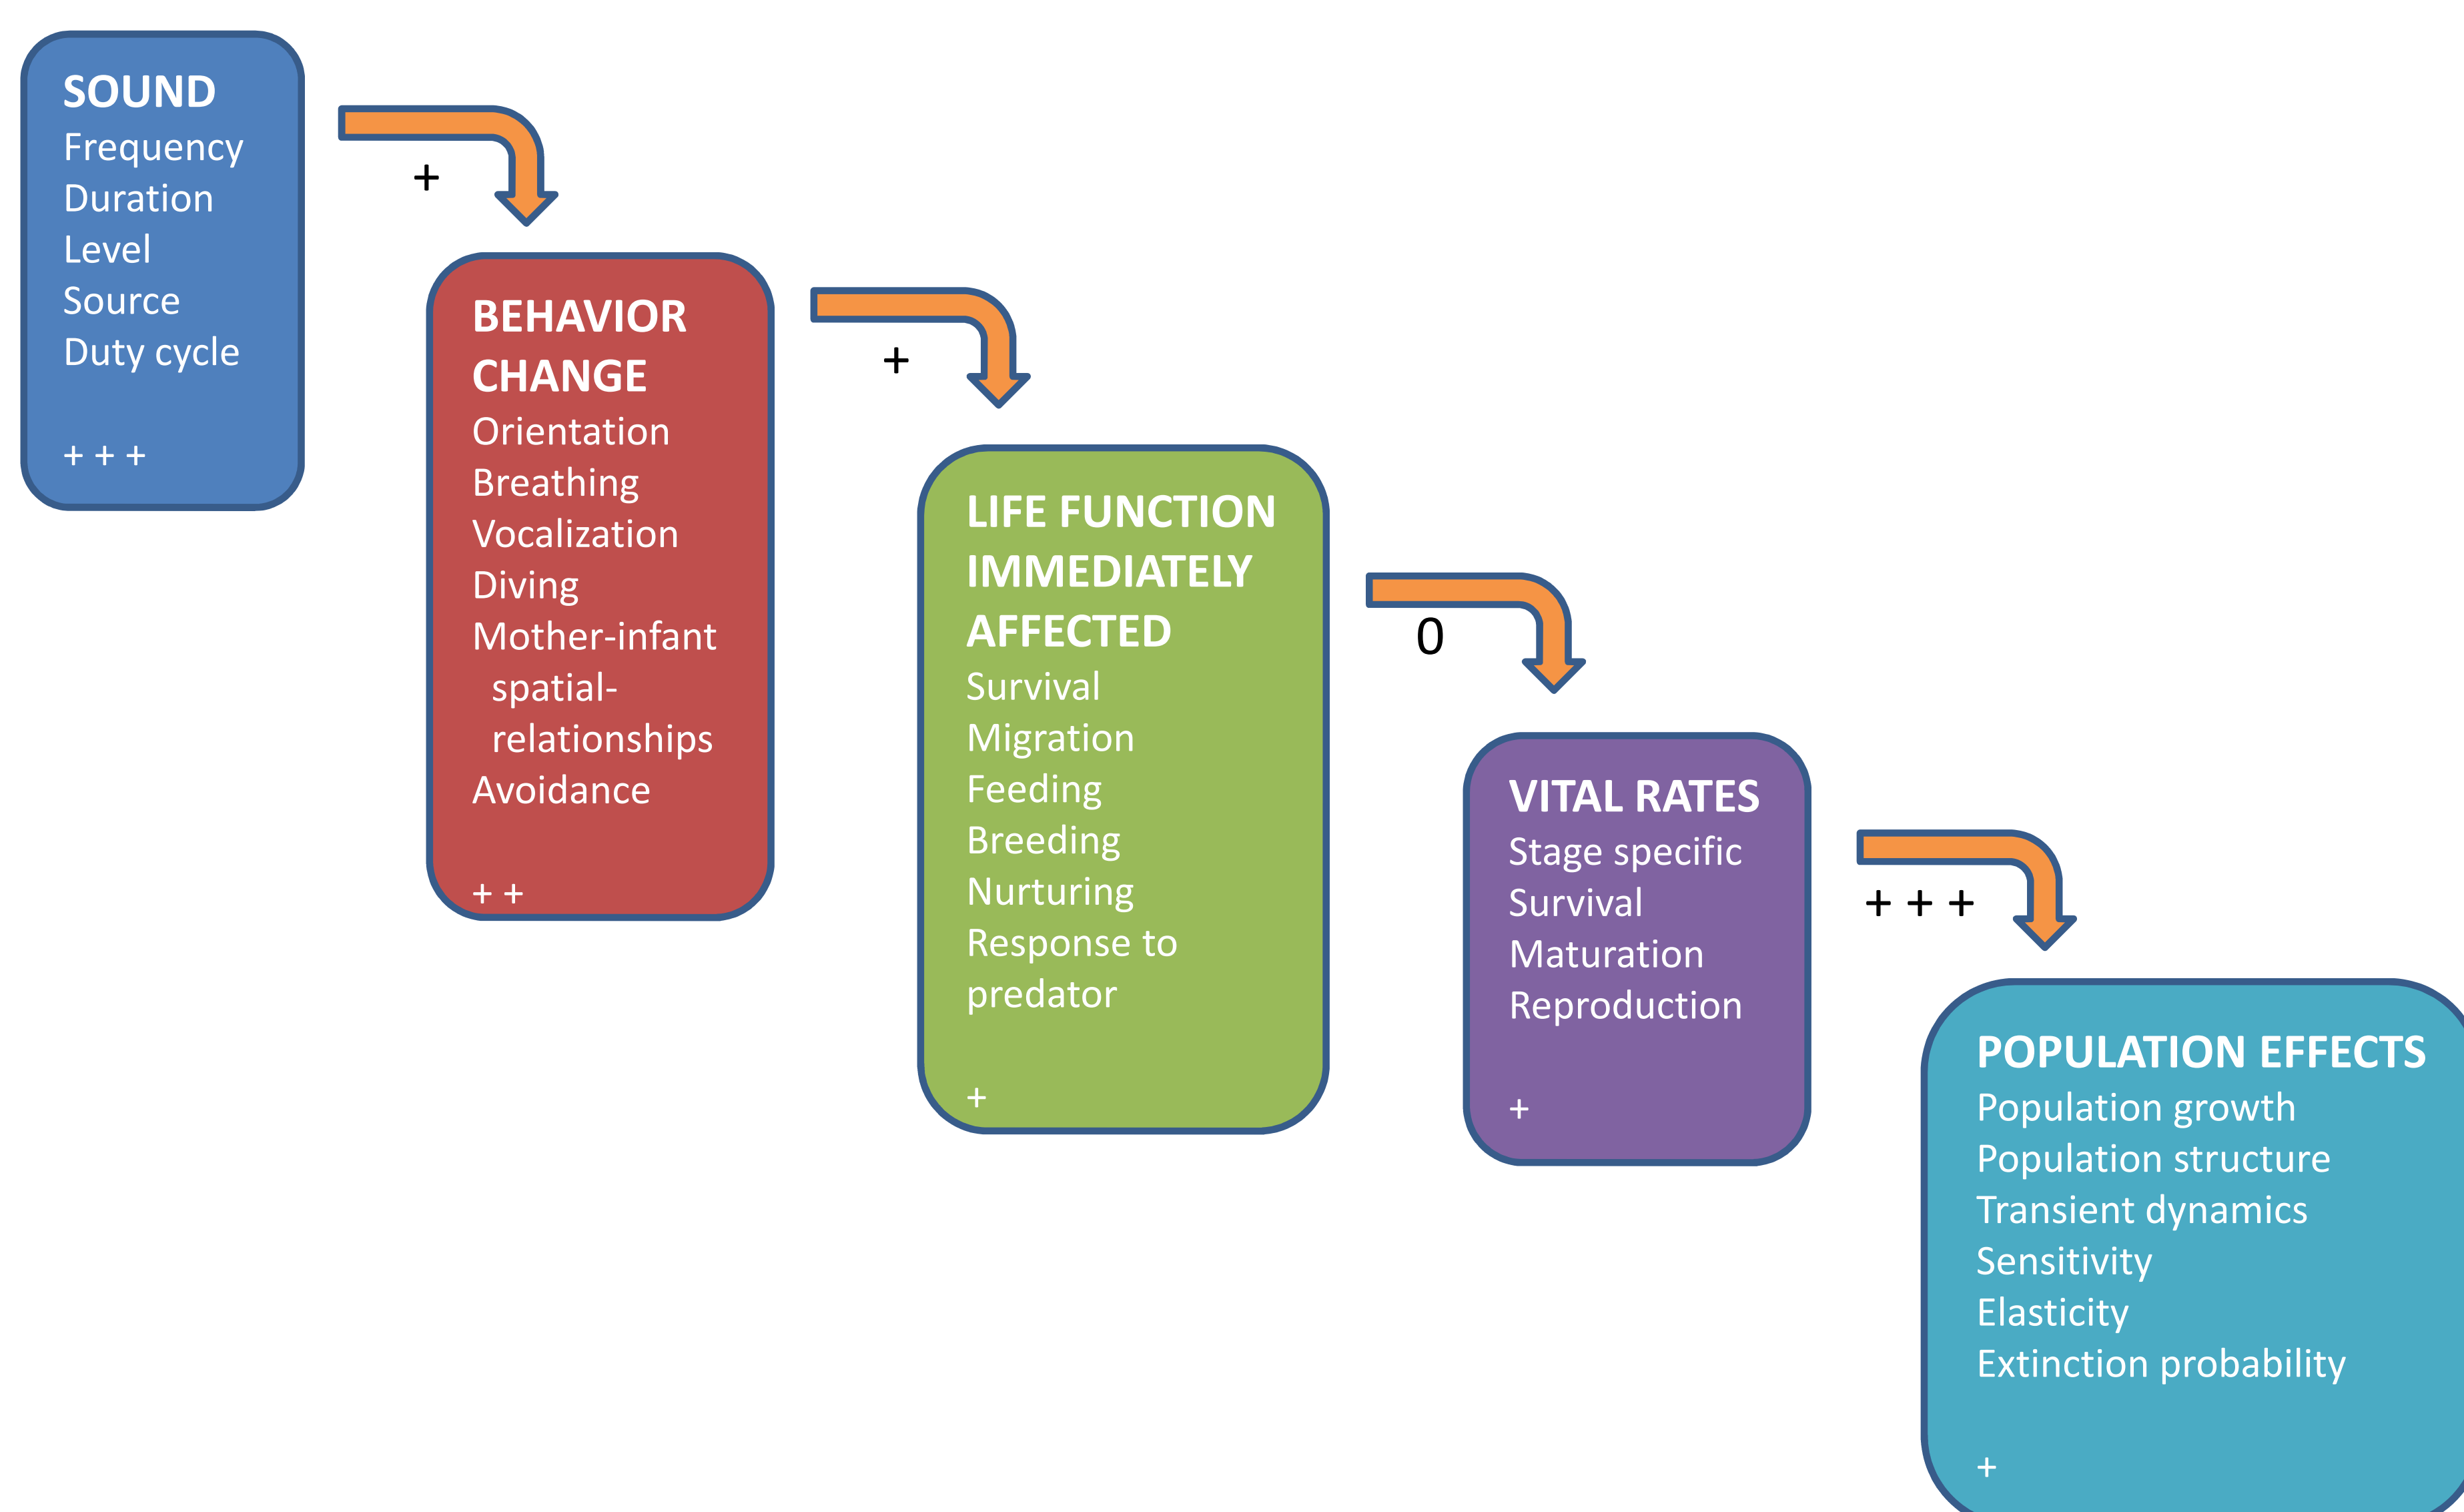 SOUND
Frequency
Duration
Level
Source
Duty cycle
+ + +
+
BEHAVIOR
CHANGE
Orientation
Breathing
Vocalization
Diving
Mother-infant
spatial-
relationships
Avoidance
+ +
+
LIFE FUNCTION
IMMEDIATELY
AFFECTED
Survival
Migration
Feeding
Breeding
Nurturing
Response to
predator
+
0
VITAL RATES
Stage specific
Survival
Maturation
Reproduction
+
+ + +
POPULATION EFFECTS
Population growth
Population structure
Transient dynamics
Sensitivity
Elasticity
Extinction probability
+